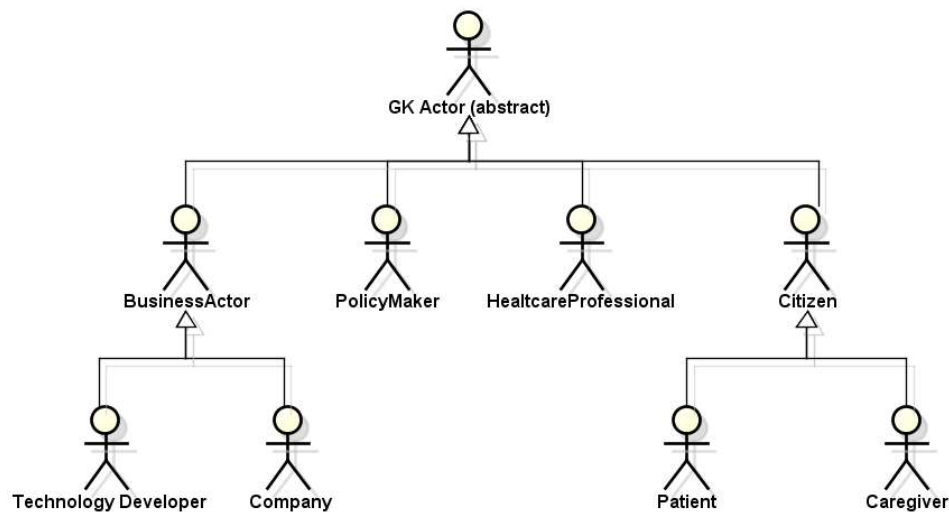 GK Actor (abstract)
BusinessActor
PolicyMaker
HealtcareProfessional
Citizen
Technology Developer
Company
Patient
Caregiver